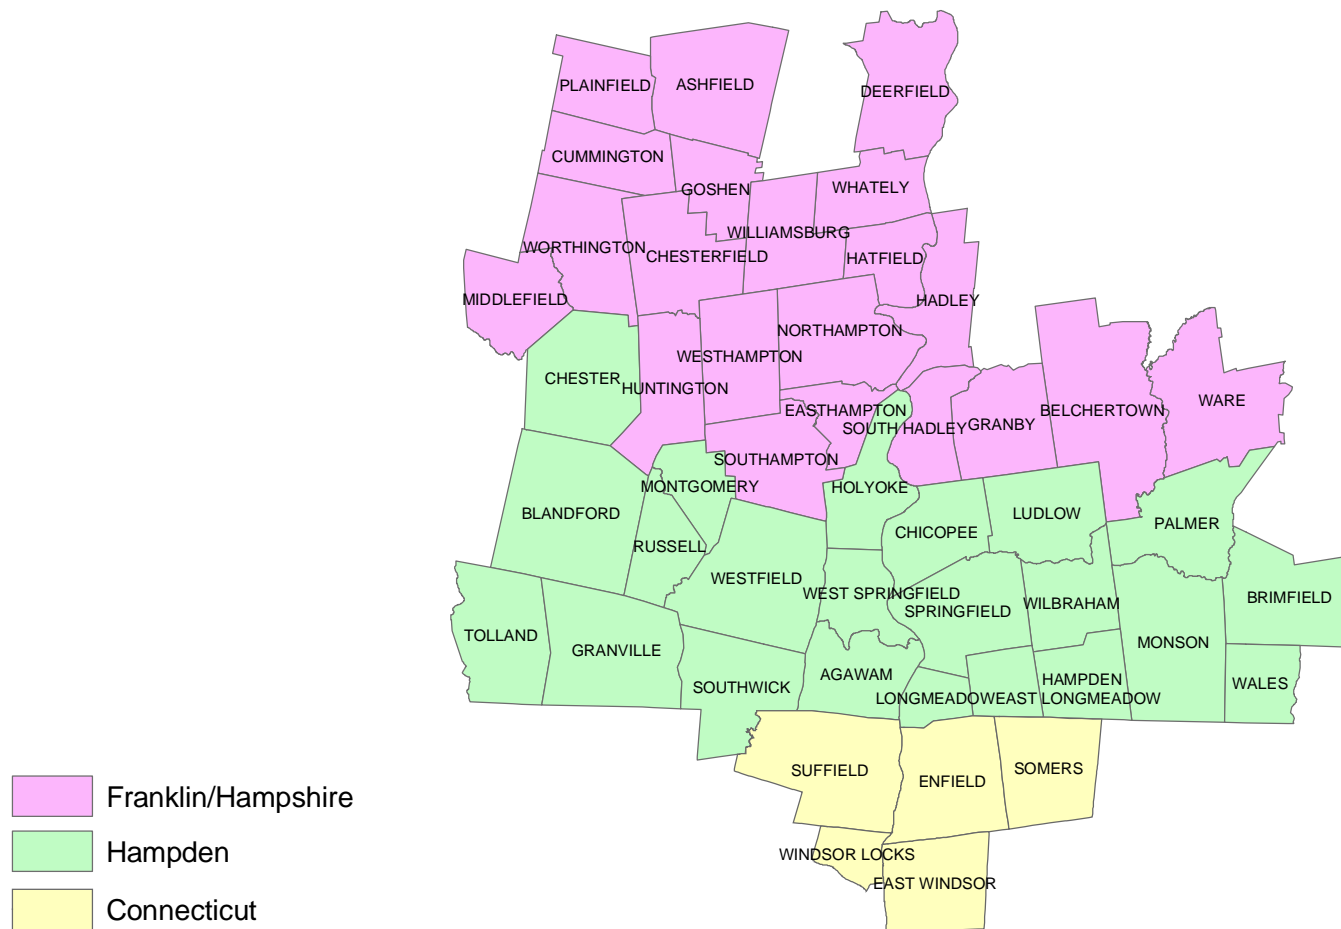 PLAINFIELD
ASHFIELD
DEERFIELD
CUMMINGTON
GOSHEN
WHATELY
WILLIAMSBURG
WORTHINGTON
CHESTERFIELD
HATFIELD
MIDDLEFIELD
HADLEY
NORTHAMPTON
WESTHAMPTON
CHESTER
HUNTINGTON
WARE
EASTHAMPTON
BELCHERTOWN
SOUTH HADLEY
GRANBY
SOUTHAMPTON
MONTGOMERY
HOLYOKE
BLANDFORD
LUDLOW
PALMER
CHICOPEE
RUSSELL
WESTFIELD
WEST SPRINGFIELD
BRIMFIELD
WILBRAHAM
SPRINGFIELD
TOLLAND
MONSON
GRANVILLE
AGAWAM
HAMPDEN
WALES
SOUTHWICK
LONGMEADOW
EAST LONGMEADOW
SUFFIELD
SOMERS
ENFIELD
WINDSOR LOCKS
EAST WINDSOR
Franklin/Hampshire
Hampden
Connecticut